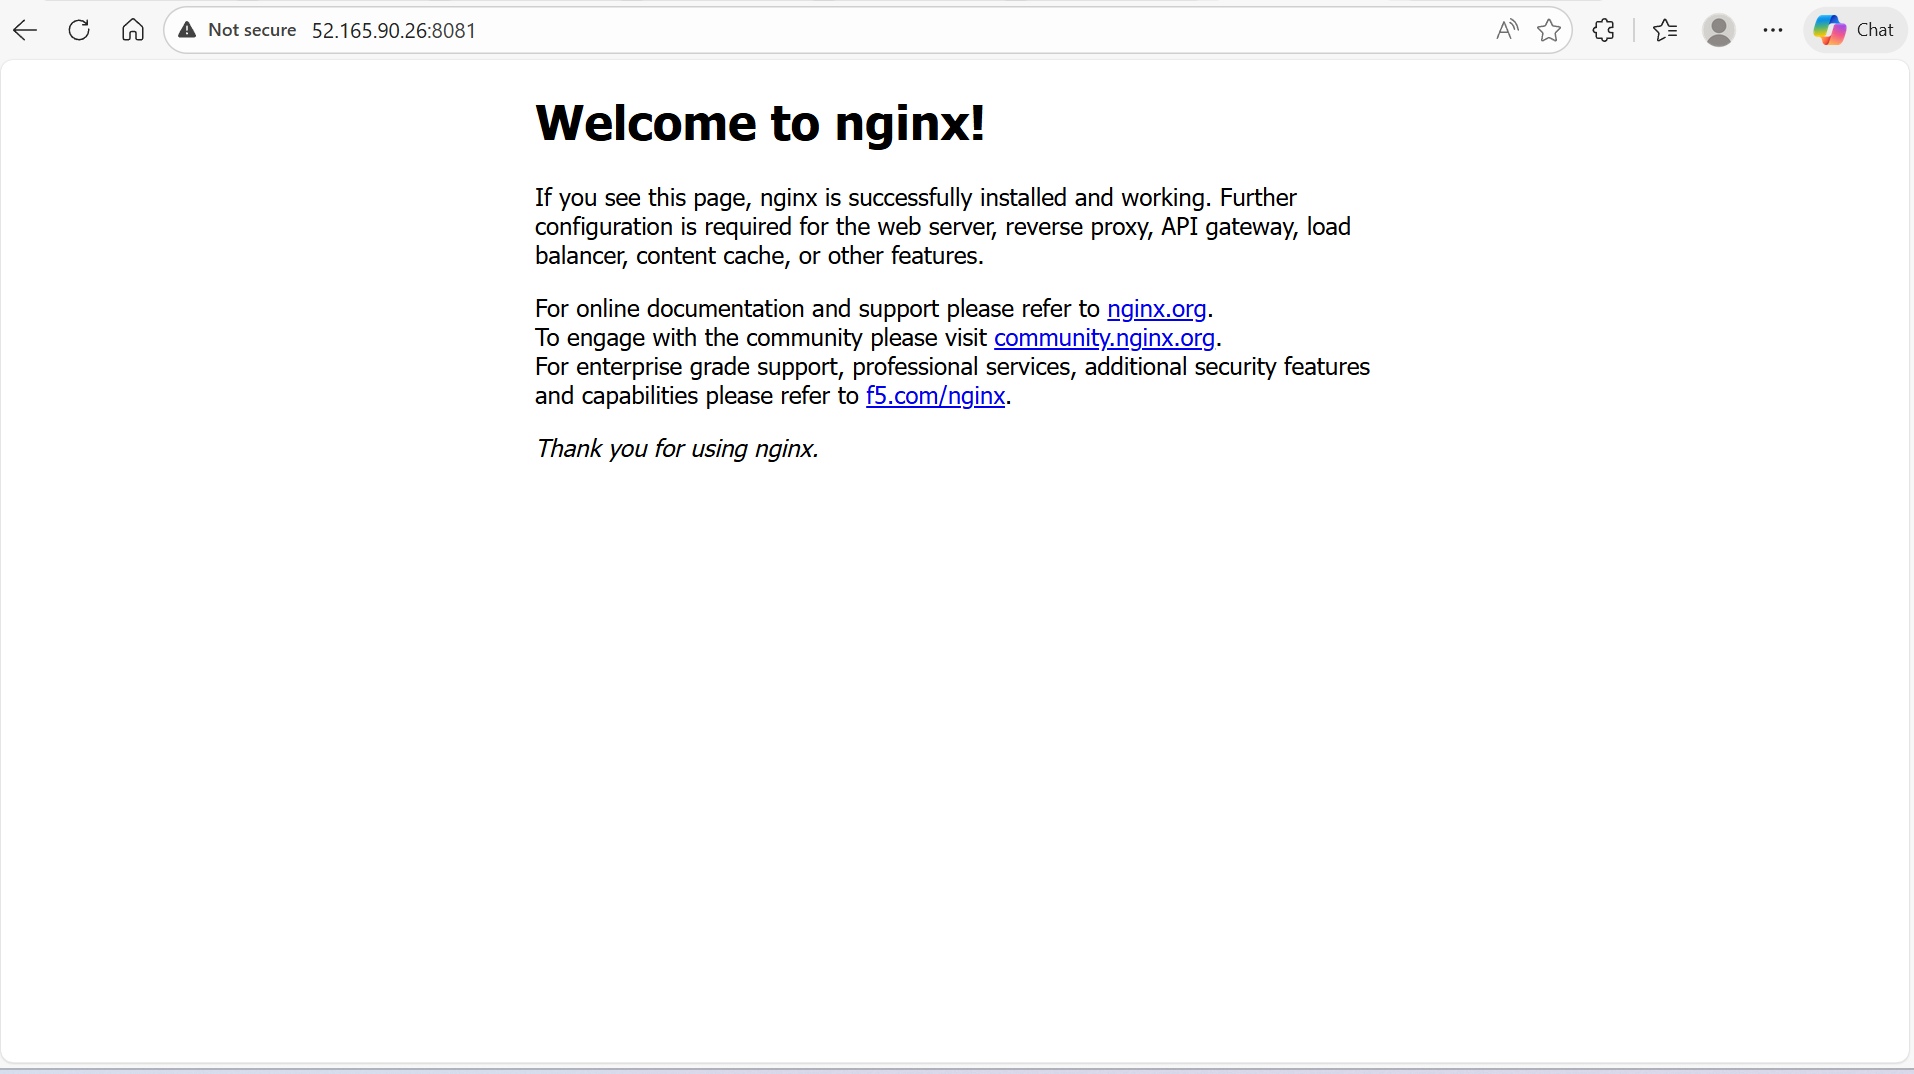 Not secure 52.165.90.26:8081
Chat
Welcome to nginx!
If you see this page, nginx is successfully installed and working. Further
configuration is required for the web server, reverse proxy, API gateway, load
balancer, content cache, or other features.
For online documentation and support please refer to nginx.org.
To engage with the community please visit community.nginx.org.
For enterprise grade support, professional services, additional security features
and capabilities please refer to f5.com/nginx.
Thank you for using nginx.